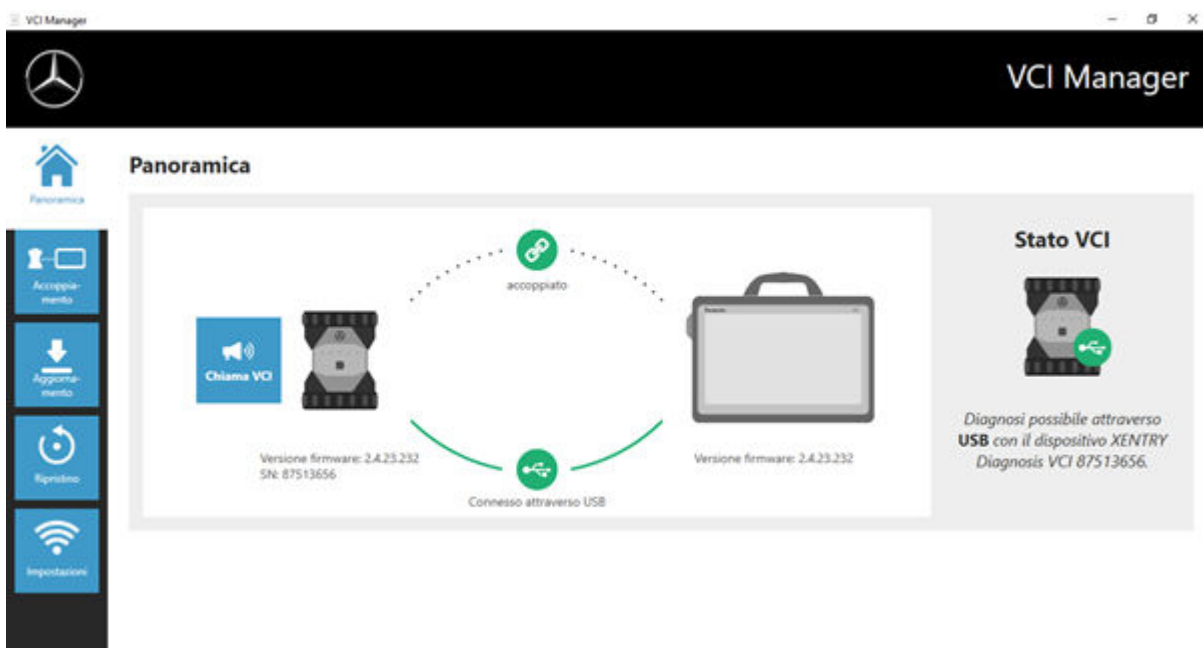 VCI Manager
VCI Manager
Panoramica
Panoramica
Accoppia-
mento
Aggiorna-
mento
Ripristino
Impostazioni
accoppiato
Chiama VCI
Versione firmware: 2.4.23.232
SN: 87513656
Connesso attraverso USB
Panasonic
Versione firmware: 2.4.23.232
Stato VCI
Diagnosi possibile attraverso
USB con il dispositivo XENTRY
Diagnosis VCI 87513656.